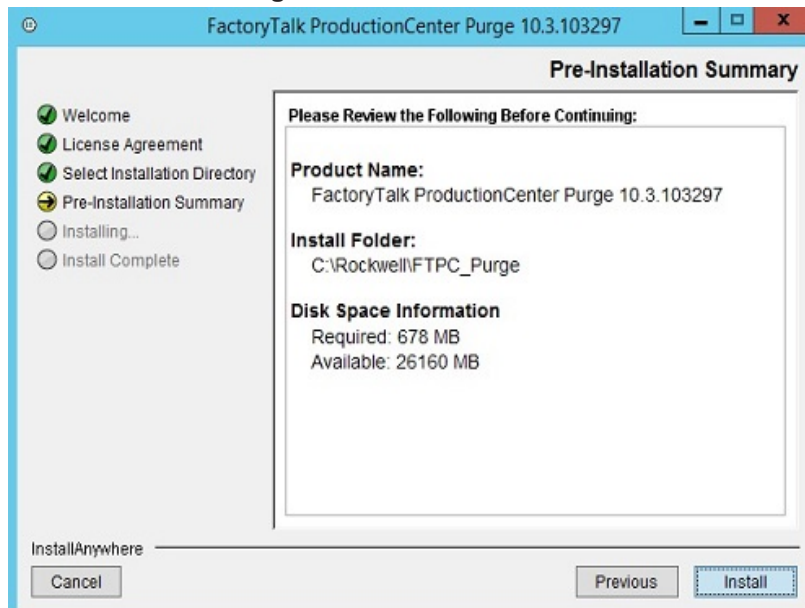 FactoryTalk ProductionCenter Purge 10.3.103297
Pre-Installation Summary
Welcome
License Agreement
Select Installation Directory
Pre-Installation Summary
Installing...
Install Complete
Please Review the Following Before Continuing:
Product Name:
FactoryTalk ProductionCenter Purge 10.3.103297
Install Folder:
C:\Rockwell\FTPC_Purge
Disk Space Information
Required: 678 MB
Available: 26160 MB
InstallAnywhere
Cancel
Previous
Install